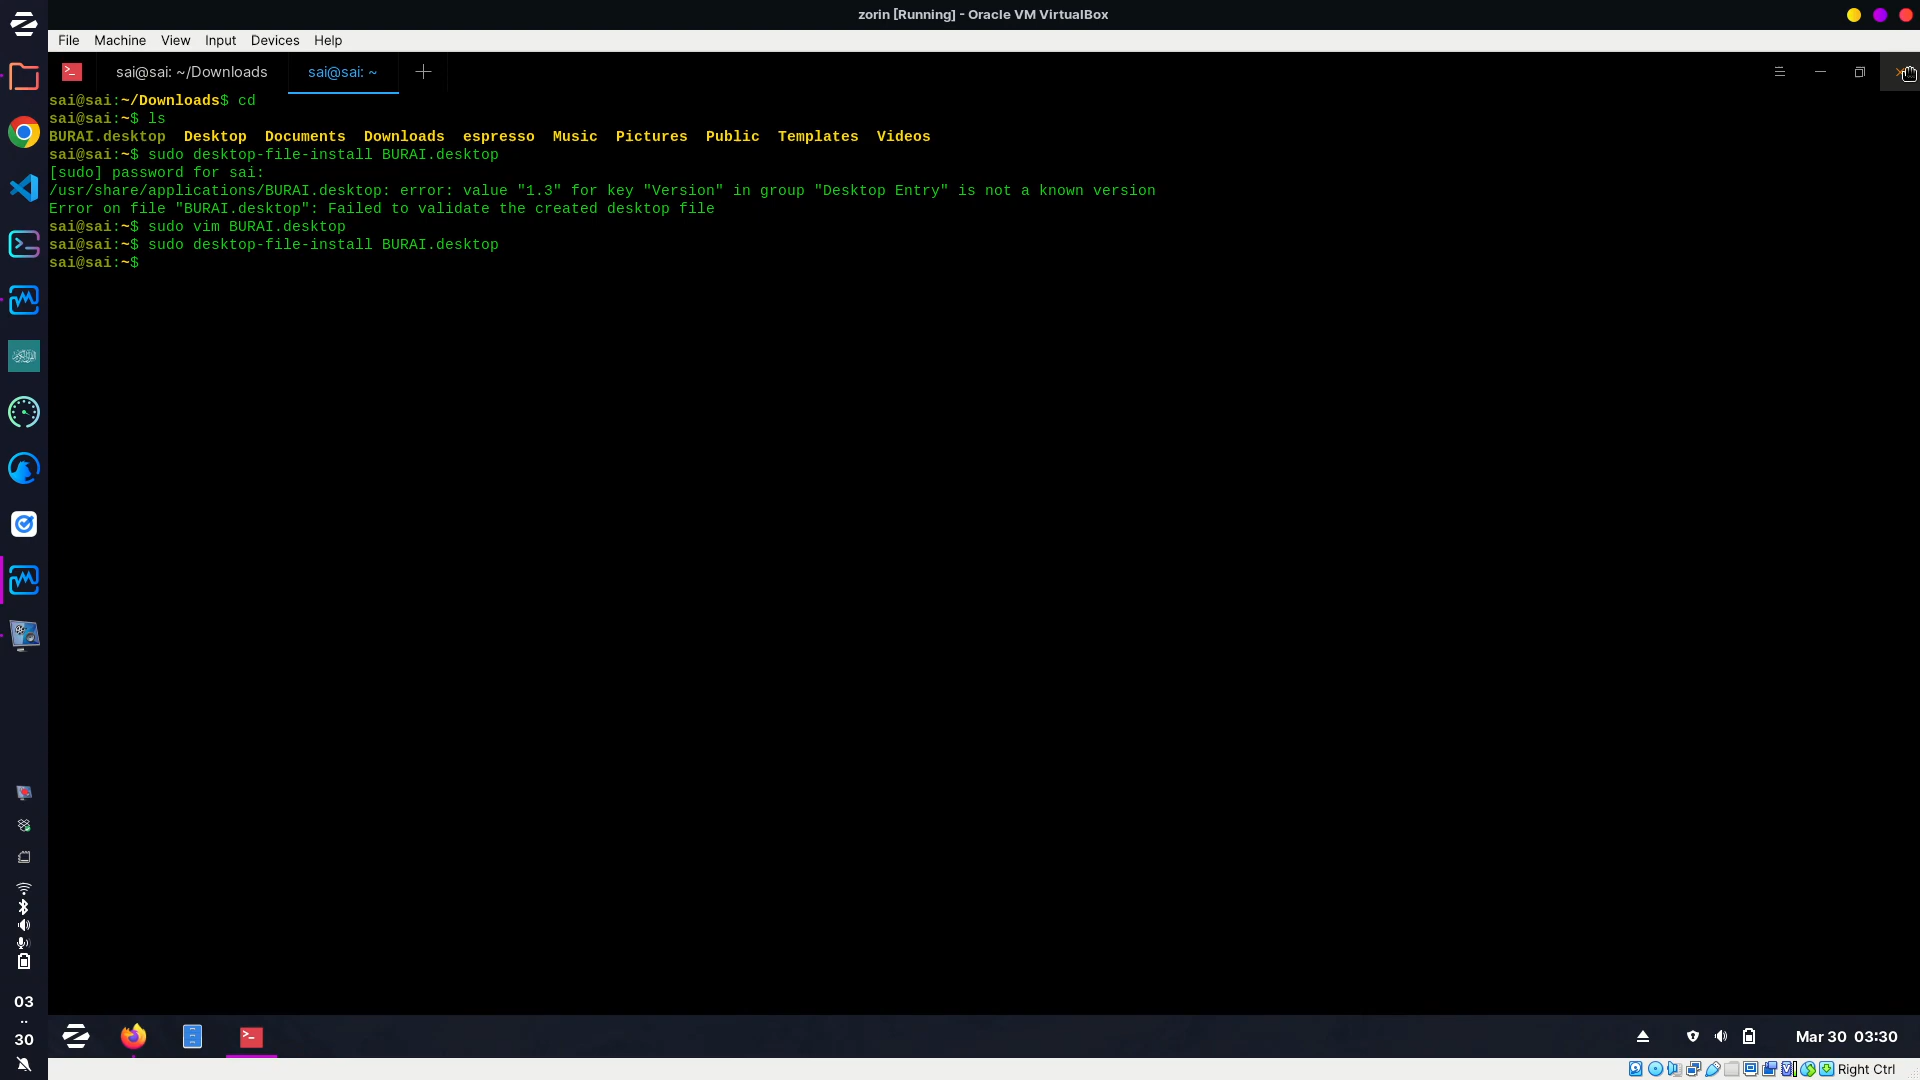 zorin [Running] - Oracle VM VirtualBox
File Machine View Input Devices Help
sai@sai: ~/Downloads sai@sai: ~
sai@sai:~/Downloads$ cd
sai@sai:~$ ls
BURAI.desktop Desktop Documents Downloads espresso Music Pictures Public Templates Videos
sai@sai:~$ sudo desktop-file-install BURAI.desktop
[sudo] password for sai:
/usr/share/applications/BURAI.desktop: error: value "1.3" for key "Version" in group "Desktop Entry" is not a known version
Error on file "BURAI.desktop": Failed to validate the created desktop file
sai@sai:~$ sudo vim BURAI.desktop
sai@sai:~$ sudo desktop-file-install BURAI.desktop
sai@sai:~$
03
..
30
Mar 30 03:30
Right Ctrl